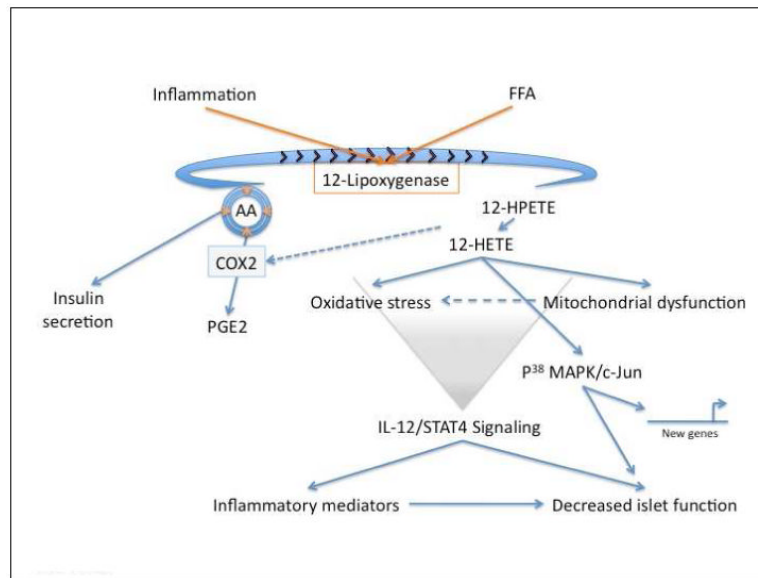 Inflammation
FFA
12-Lipoxygenase
AA
12-HPETE
12-HETE
COX2
Insulin
secretion
Oxidative stress
Mitochondrial dysfunction
PGE2
P38 MAPK/c-Jun
IL-12/STAT4 Signaling
New genes
Inflammatory mediators
Decreased islet function